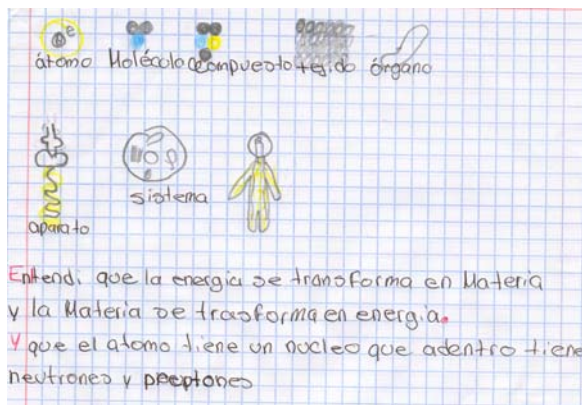 átomo Molécula compuesto tejido órgano
sistema
aparato
Entendi que la energia se transforma en Materia
y la Materia se trasforma en energia.
Y que el atomo tiene un nucleo que adentro tiene
neutrones y preptones